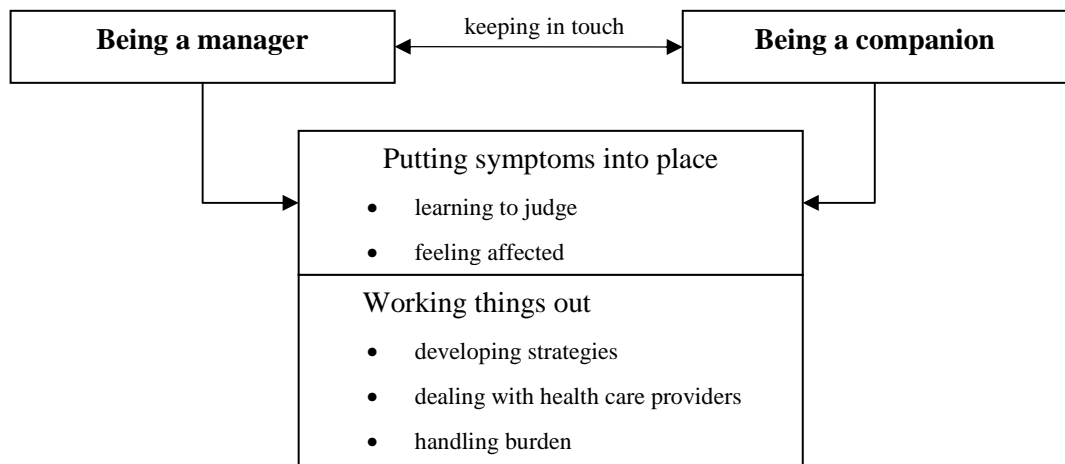 Being a manager
keeping in touch
Being a companion
Putting symptoms into place
• learning to judge
• feeling affected
Working things out
• developing strategies
• dealing with health care providers
• handling burden